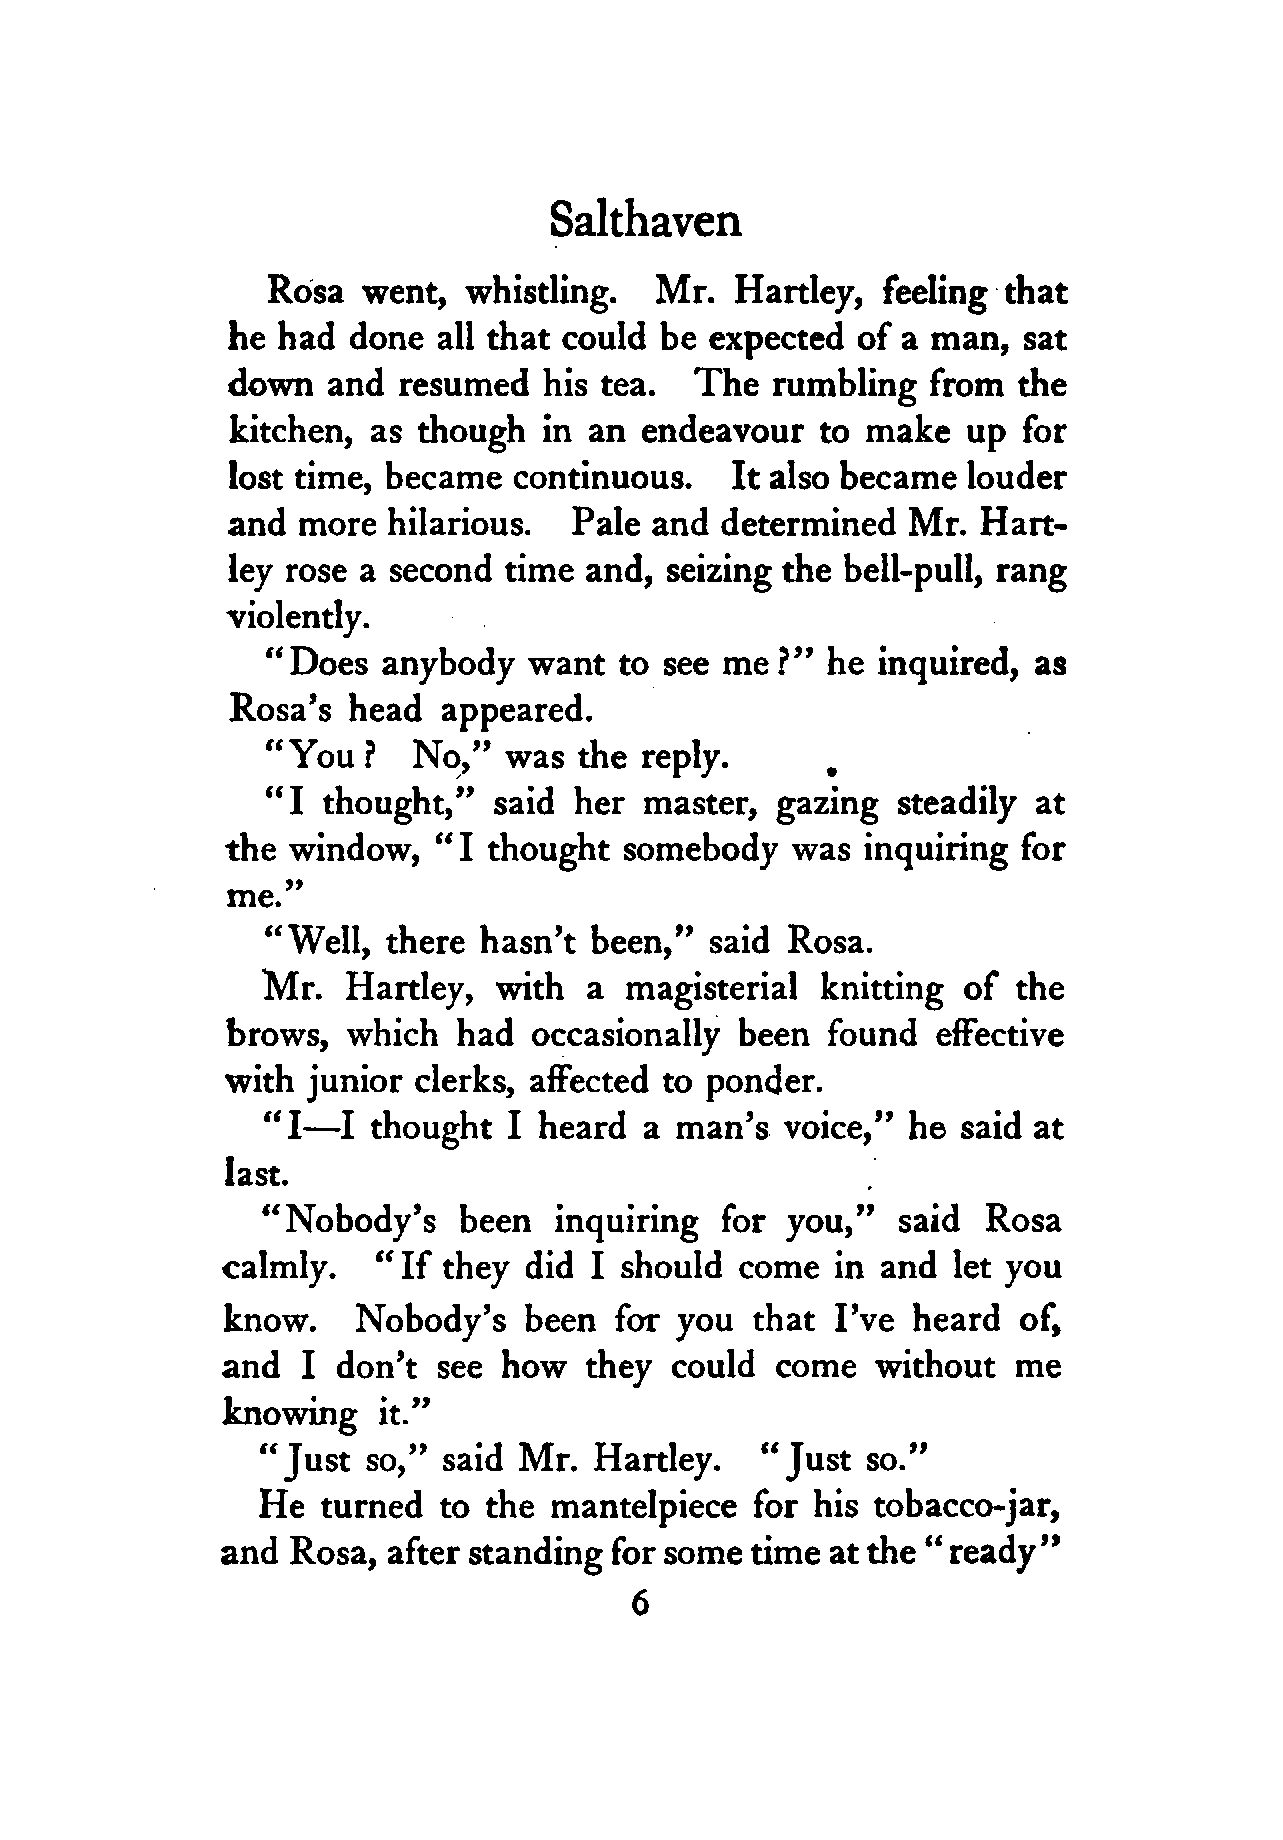 Salthaven
Rosa went, whistling. Mr. Hartley, feeling that
he had done all that could be expected of a man, sat
down and resumed his tea. The rumbling from the
kitchen, as though in an endeavour to make up for
lost time, became continuous. It also became louder
and more hilarious. Pale and determined Mr. Hart-
ley rose a second time and, seizing the bell-pull, rang
violently.
"Does anybody want to see me?" he inquired, as
Rosa's head appeared.
"You? No," was the reply.
"I thought," said her master, gazing steadily at
the window, "I thought somebody was inquiring for
me."
"Well, there hasn't been," said Rosa.
Mr. Hartley, with a magisterial knitting of the
brows, which had occasionally been found effective
with junior clerks, affected to ponder.
"I—I thought I heard a man's voice," he said at
last.
"Nobody's been inquiring for you," said Rosa
calmly. "If they did I should come in and let you
know. Nobody's been for you that I've heard of,
and I don't see how they could come without me
knowing it."
"Just so," said Mr. Hartley. "Just so."
He turned to the mantelpiece for his tobacco-jar,
and Rosa, after standing for some time at the "ready"
6